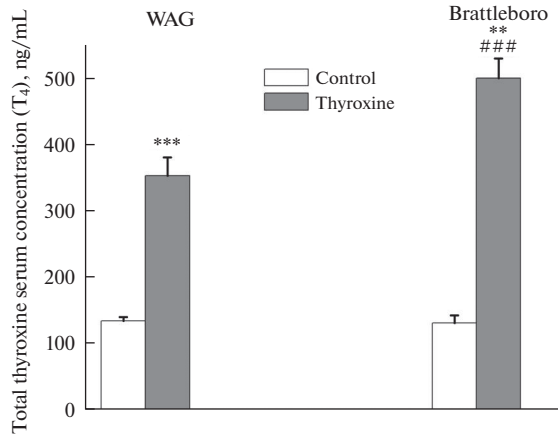 WAG
Brattleboro
**
###
Control
Thyroxine
***
Total thyroxine serum concentration (T₄), ng/mL
500
400
300
200
100
0